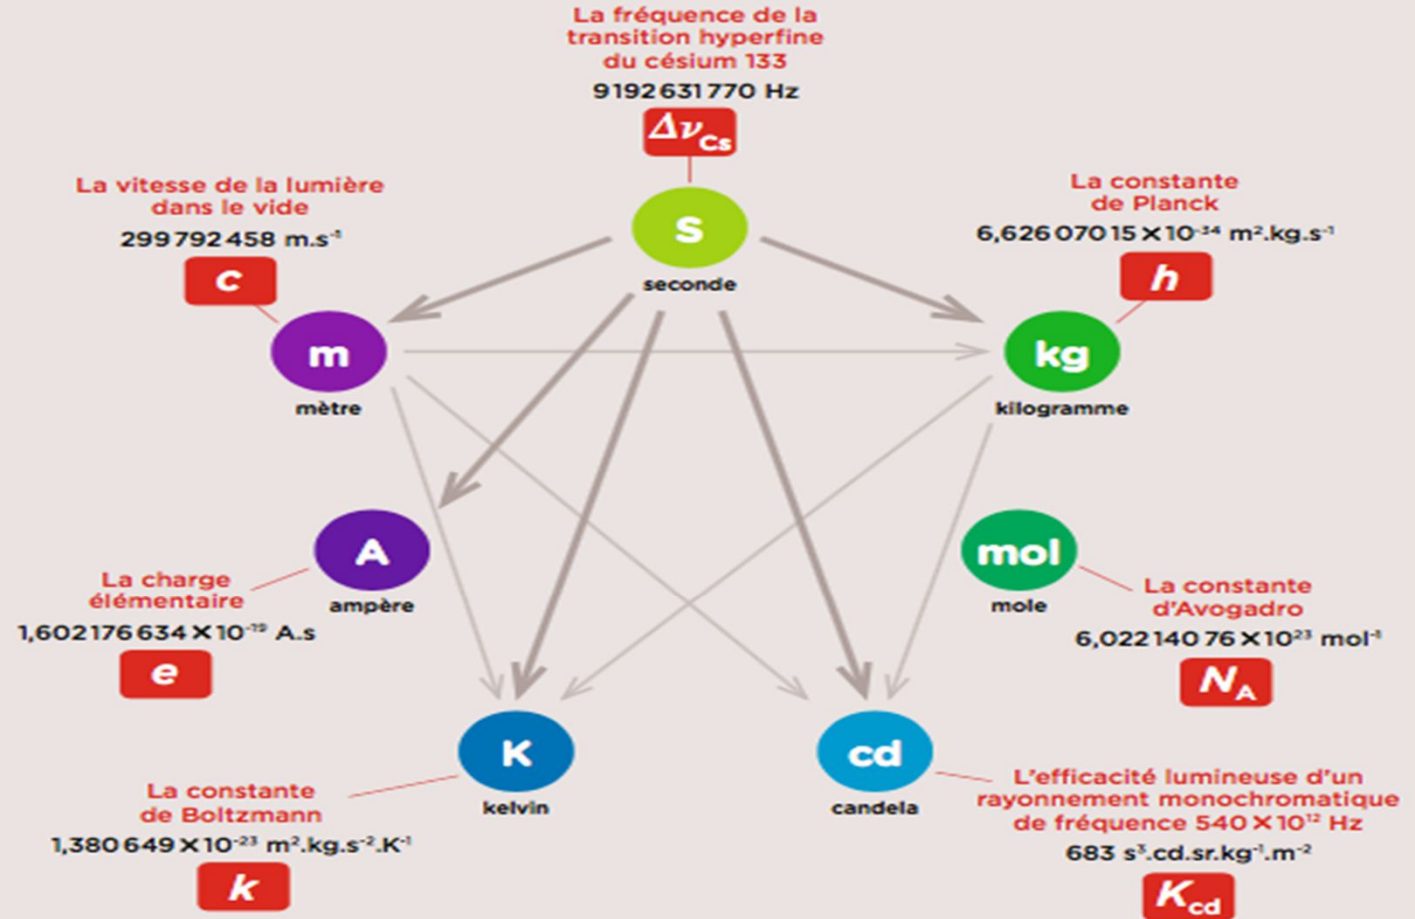 La fréquence de la
transition hyperfine
du césium 133
9 192 631 770 Hz
Δν_Cs
s
seconde
La vitesse de la lumière
dans le vide
299 792 458 m.s⁻¹
c
m
mètre
La constante
de Planck
6,626 070 15 × 10⁻³⁴ m².kg.s⁻¹
h
kg
kilogramme
A
ampère
La charge
élémentaire
1,602 176 634 × 10⁻¹⁹ A.s
e
mol
mole
La constante
d'Avogadro
6,022 140 76 × 10²³ mol⁻¹
N_A
K
kelvin
La constante
de Boltzmann
1,380 649 × 10⁻²³ m².kg.s⁻².K⁻¹
k
cd
candela
L'efficacité lumineuse d'un
rayonnement monochromatique
de fréquence 540 × 10¹² Hz
683 s³.cd.sr.kg⁻¹.m⁻²
K_cd